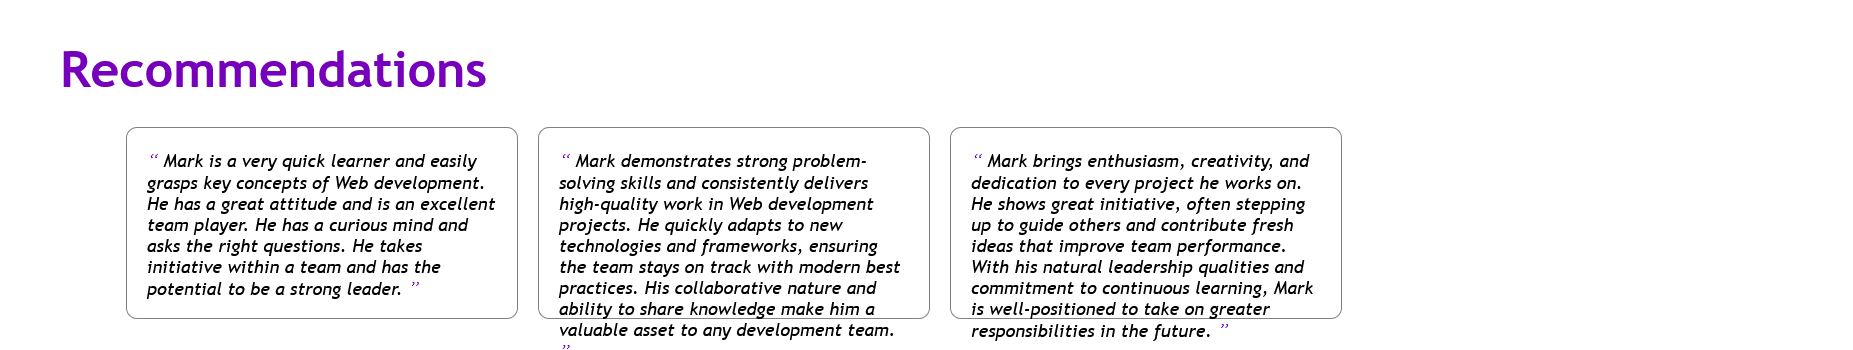 Recommendations
“ Mark is a very quick learner and easily
grasps key concepts of Web development.
He has a great attitude and is an excellent
team player. He has a curious mind and
asks the right questions. He takes
initiative within a team and has the
potential to be a strong leader. ”
“ Mark demonstrates strong problem-
solving skills and consistently delivers
high-quality work in Web development
projects. He quickly adapts to new
technologies and frameworks, ensuring
the team stays on track with modern best
practices. His collaborative nature and
ability to share knowledge make him a
valuable asset to any development team.
”
“ Mark brings enthusiasm, creativity, and
dedication to every project he works on.
He shows great initiative, often stepping
up to guide others and contribute fresh
ideas that improve team performance.
With his natural leadership qualities and
commitment to continuous learning, Mark
is well-positioned to take on greater
responsibilities in the future. ”